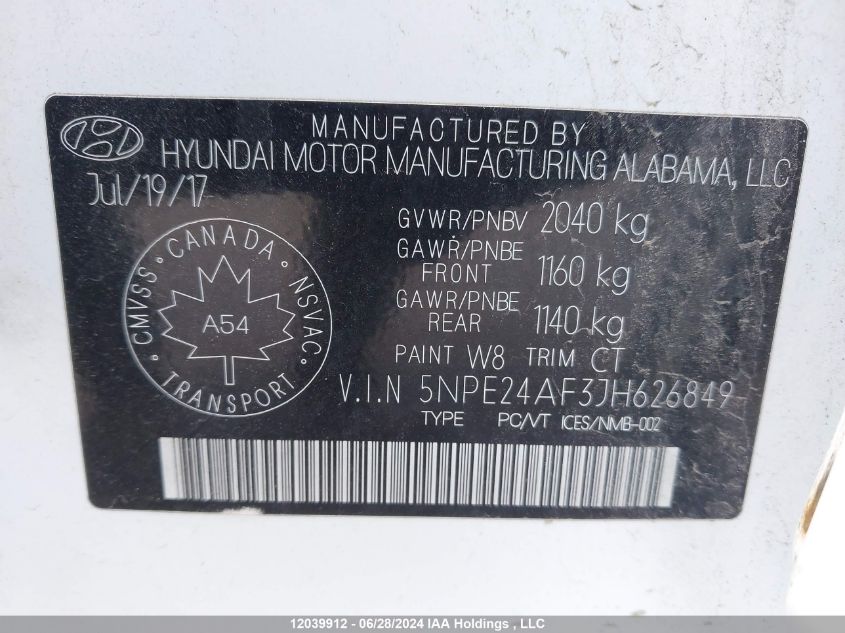 MANUFACTURED BY
HYUNDAI MOTOR MANUFACTURING ALABAMA, LLC
Jul/19/17
GVWR/PNBV 2040 kg
GAWR/PNBE
FRONT 1160 kg
GAWR/PNBE
REAR 1140 kg
CANADA
CMVSS
NSVAC
A54
TRANSPORT
PAINT W8 TRIM CT
V.I.N 5NPE24AF3JH626849
TYPE PC/VT ICES/NMB-002
12039912 - 06/28/2024 IAA Holdings , LLC